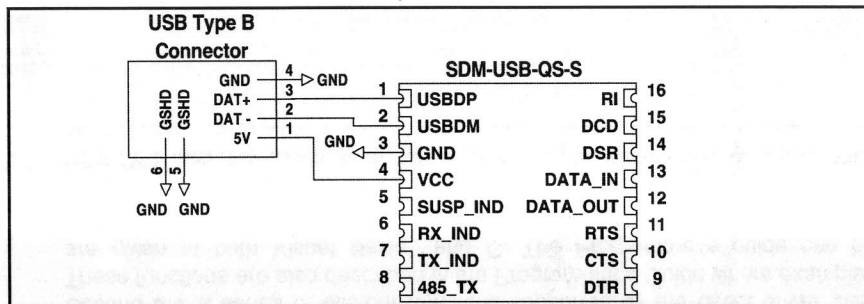 USB Type B
Connector
GND 4 GND
DAT+ 3
DAT - 2
5V 1
GSHD
GSHD
6
5
GND GND
SDM-USB-QS-S
1 USBDP RI 16
2 USBDM DCD 15
GND 3 GND DSR 14
4 VCC DATA_IN 13
5 SUSP_IND DATA_OUT 12
6 RX_IND RTS 11
7 TX_IND CTS 10
8 485_TX DTR 9